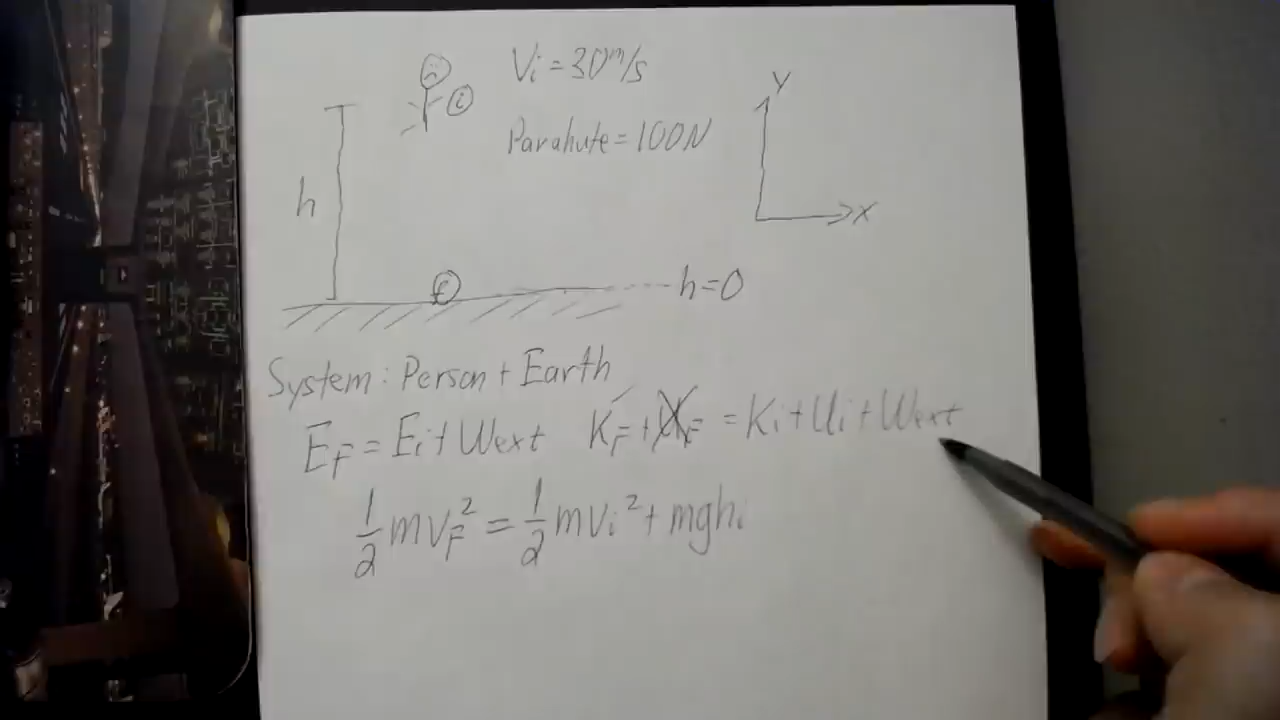 Vi = 30 m/s
Y
i
Parahute = 100N
h
X
f
h=0
System: Person + Earth
EF = Ei + Wext KF + UF = Ki + Ui + Wext
1/2 mvF² = 1/2 mvi² + mghi